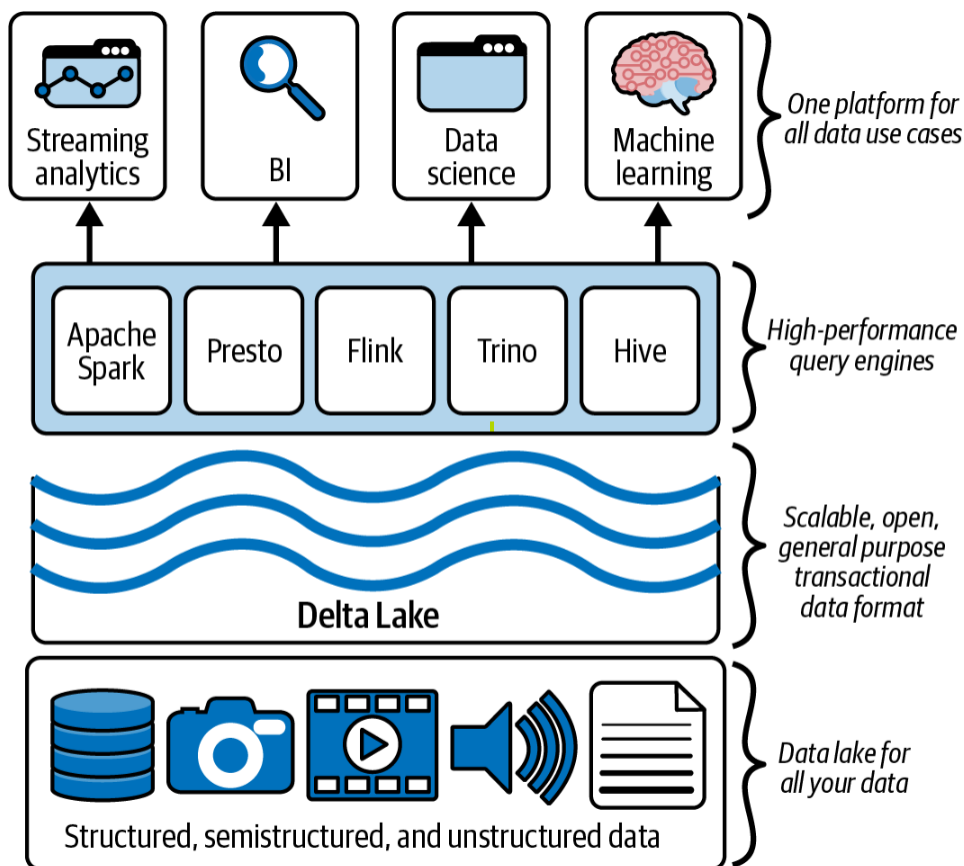 Streaming
analytics
BI
Data
science
Machine
learning
One platform for
all data use cases
Apache
Spark
Presto
Flink
Trino
Hive
High-performance
query engines
Delta Lake
Scalable, open,
general purpose
transactional
data format
Structured, semistructured, and unstructured data
Data lake for
all your data